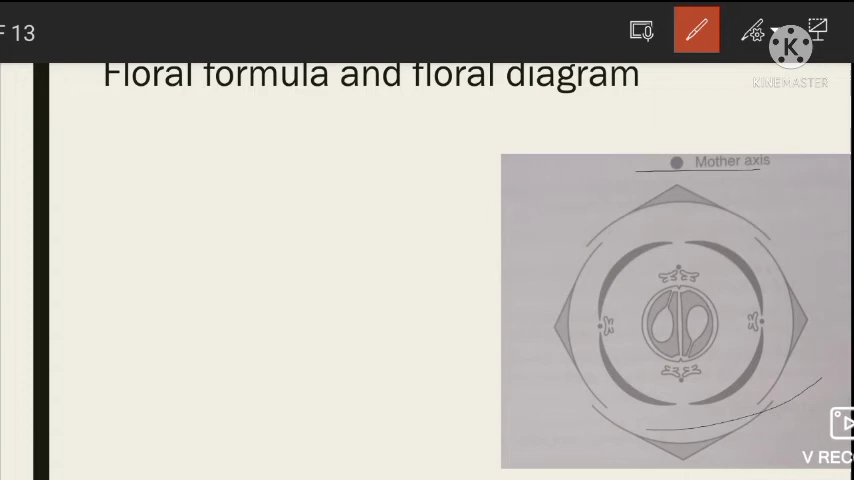 F 13
K
KINEMASTER
Floral formula and floral diagram
Mother axis
V REC